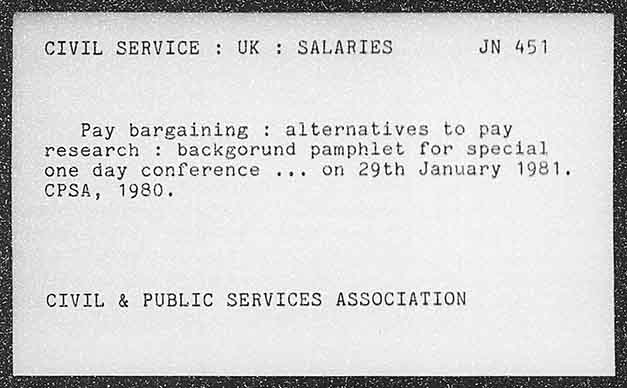 CIVIL SERVICE : UK : SALARIES JN 451
Pay bargaining : alternatives to pay
research : backgorund pamphlet for special
one day conference ... on 29th January 1981.
CPSA, 1980.
CIVIL & PUBLIC SERVICES ASSOCIATION